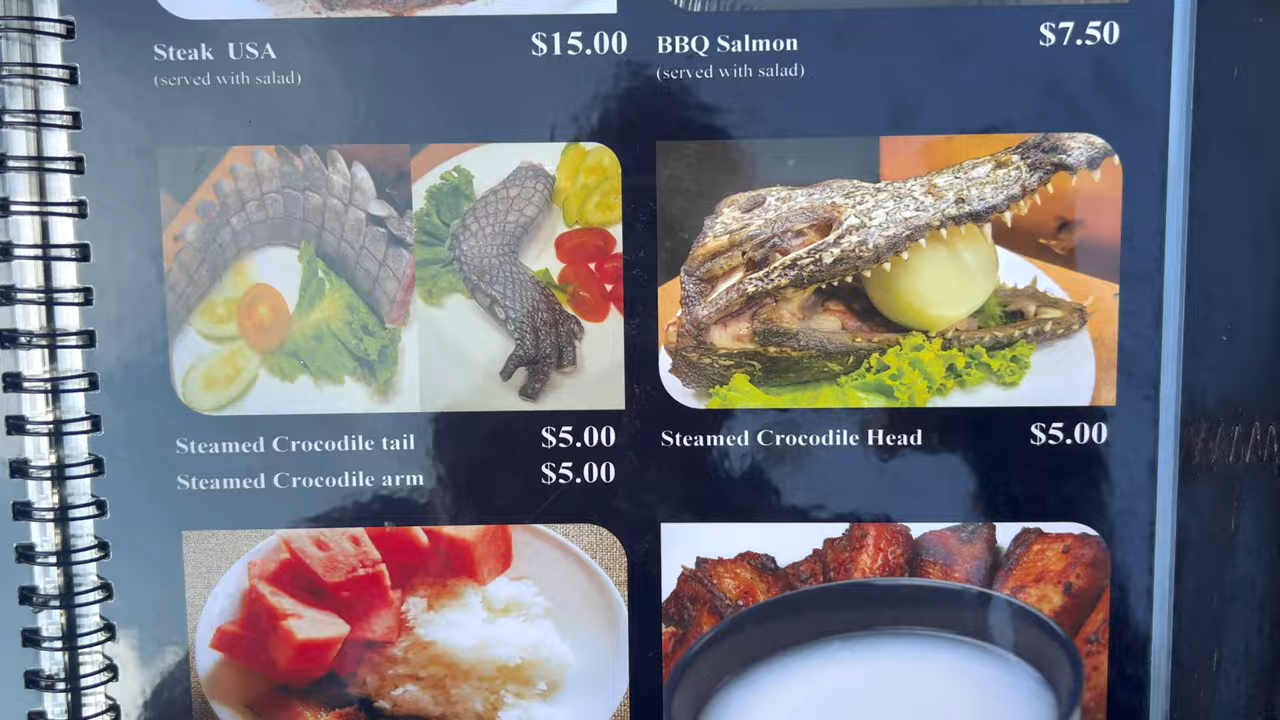 Steak USA $15.00
(served with salad)
BBQ Salmon $7.50
(served with salad)
Steamed Crocodile tail $5.00
Steamed Crocodile arm $5.00
Steamed Crocodile Head $5.00